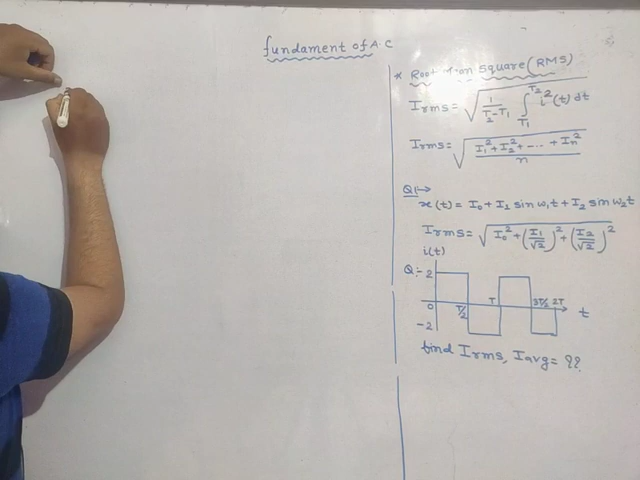 fundament of A.C
* Root mean square (RMS)
Irms = √(1/(T2-T1) ∫T1^T2 i²(t) dt)
Irms = √((I1² + I2² + --- + In²)/n)
Q1→
x(t) = I0 + I1 sin w1t + I2 sin w2t
Irms = √(I0² + (I1/√2)² + (I2/√2)²)
i(t)
Q:- 2
0 T/2 T 3T/2 2T t
-2
find Irms, Iavg = ??